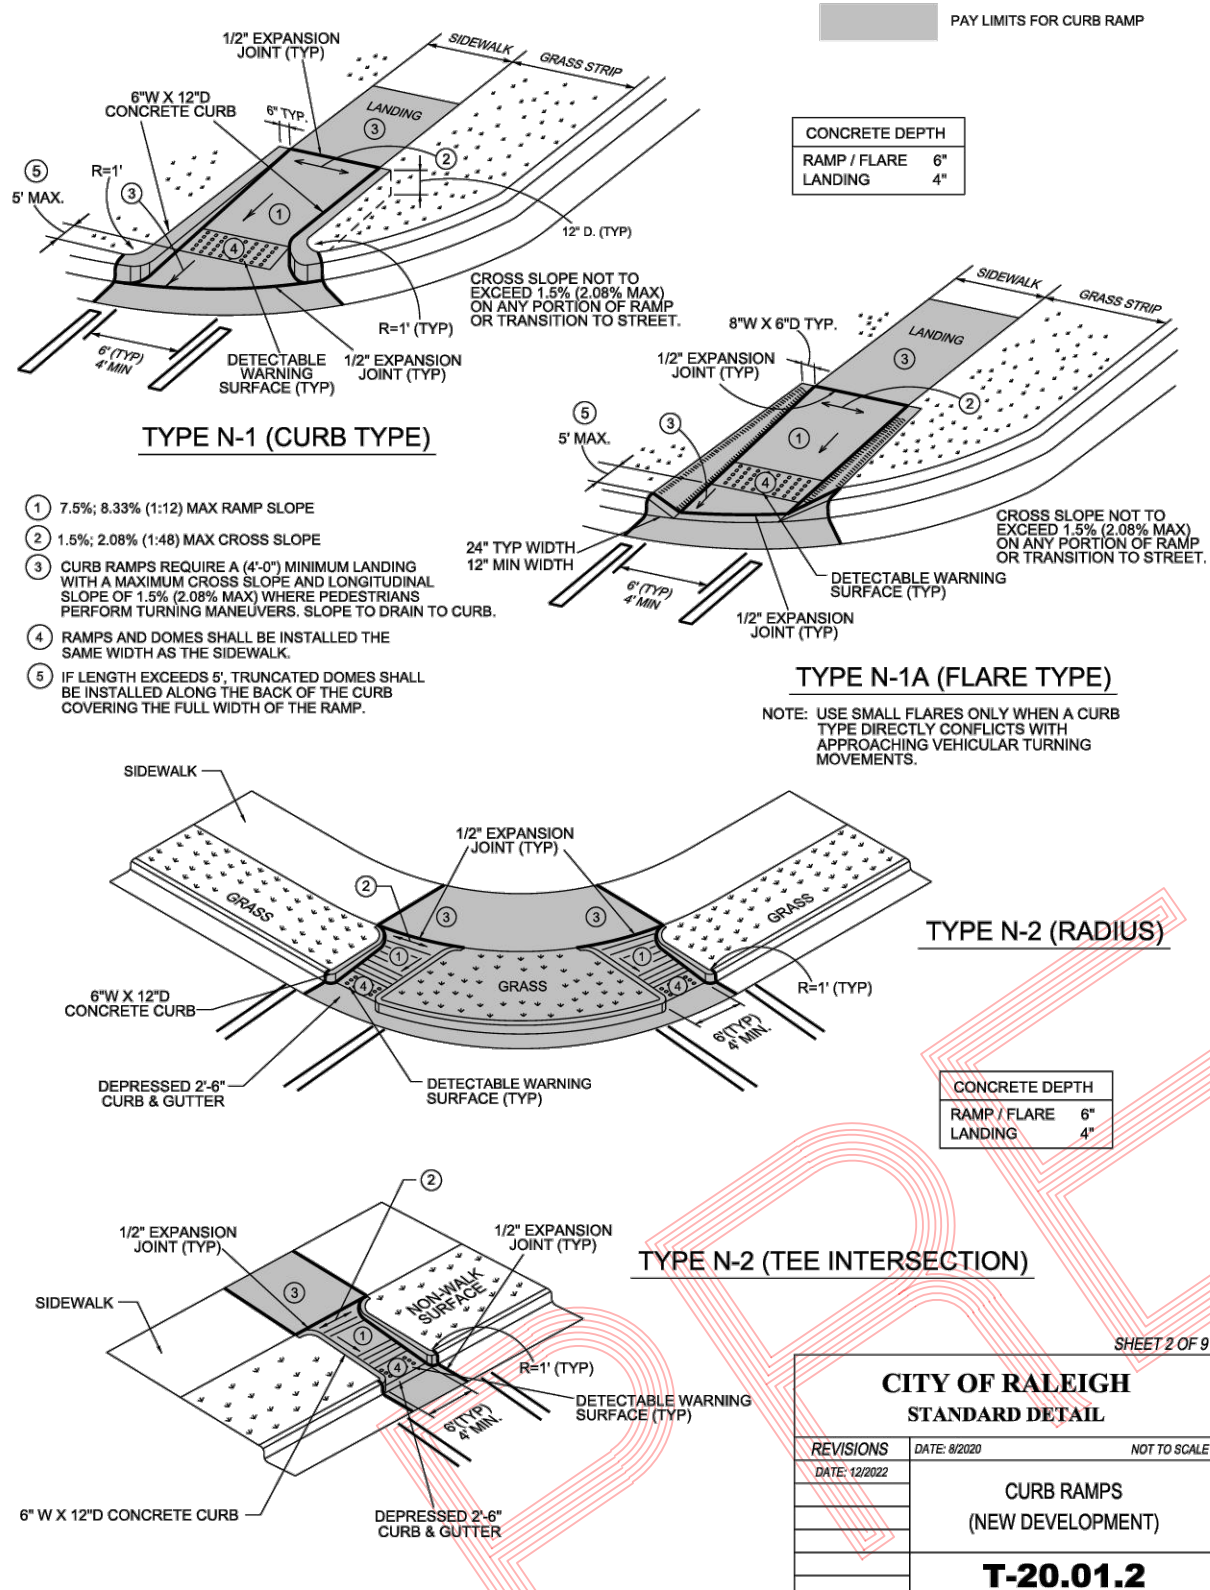 PAY LIMITS FOR CURB RAMP
1/2" EXPANSION
JOINT (TYP)
SIDEWALK
GRASS STRIP
6"W X 12"D
CONCRETE CURB
6" TYP.
LANDING
3
2
5
5' MAX.
R=1'
3
1
4
12" D. (TYP)
CROSS SLOPE NOT TO
EXCEED 1.5% (2.08% MAX)
ON ANY PORTION OF RAMP
OR TRANSITION TO STREET.
R=1' (TYP)
6' (TYP)
4' MIN
DETECTABLE
WARNING
SURFACE (TYP)
1/2" EXPANSION
JOINT (TYP)
TYPE N-1 (CURB TYPE)
CONCRETE DEPTH
RAMP / FLARE 6"
LANDING 4"
SIDEWALK
GRASS STRIP
8"W X 6"D TYP.
LANDING
3
1/2" EXPANSION
JOINT (TYP)
2
5
5' MAX.
3
1
4
CROSS SLOPE NOT TO
EXCEED 1.5% (2.08% MAX)
ON ANY PORTION OF RAMP
OR TRANSITION TO STREET.
24" TYP WIDTH
12" MIN WIDTH
6' (TYP)
4' MIN
DETECTABLE WARNING
SURFACE (TYP)
1/2" EXPANSION
JOINT (TYP)
TYPE N-1A (FLARE TYPE)
NOTE: USE SMALL FLARES ONLY WHEN A CURB
TYPE DIRECTLY CONFLICTS WITH
APPROACHING VEHICULAR TURNING
MOVEMENTS.
1 7.5%; 8.33% (1:12) MAX RAMP SLOPE
2 1.5%; 2.08% (1:48) MAX CROSS SLOPE
3 CURB RAMPS REQUIRE A (4'-0") MINIMUM LANDING
WITH A MAXIMUM CROSS SLOPE AND LONGITUDINAL
SLOPE OF 1.5% (2.08% MAX) WHERE PEDESTRIANS
PERFORM TURNING MANEUVERS. SLOPE TO DRAIN TO CURB.
4 RAMPS AND DOMES SHALL BE INSTALLED THE
SAME WIDTH AS THE SIDEWALK.
5 IF LENGTH EXCEEDS 5', TRUNCATED DOMES SHALL
BE INSTALLED ALONG THE BACK OF THE CURB
COVERING THE FULL WIDTH OF THE RAMP.
SIDEWALK
1/2" EXPANSION
JOINT (TYP)
2
GRASS
3
3
GRASS
1
1
4
GRASS
4
6"W X 12"D
CONCRETE CURB
R=1' (TYP)
6'(TYP)
4' MIN.
DEPRESSED 2'-6"
CURB & GUTTER
DETECTABLE WARNING
SURFACE (TYP)
TYPE N-2 (RADIUS)
CONCRETE DEPTH
RAMP / FLARE 6"
LANDING 4"
2
1/2" EXPANSION
JOINT (TYP)
1/2" EXPANSION
JOINT (TYP)
SIDEWALK
3
NON-WALK
SURFACE
1
4
R=1' (TYP)
DETECTABLE WARNING
SURFACE (TYP)
6'(TYP)
4' MIN.
6" W X 12"D CONCRETE CURB
DEPRESSED 2'-6"
CURB & GUTTER
TYPE N-2 (TEE INTERSECTION)
SHEET 2 OF 9
CITY OF RALEIGH
STANDARD DETAIL
REVISIONS
DATE: 8/2020 NOT TO SCALE
DATE: 12/2022
CURB RAMPS
(NEW DEVELOPMENT)
T-20.01.2